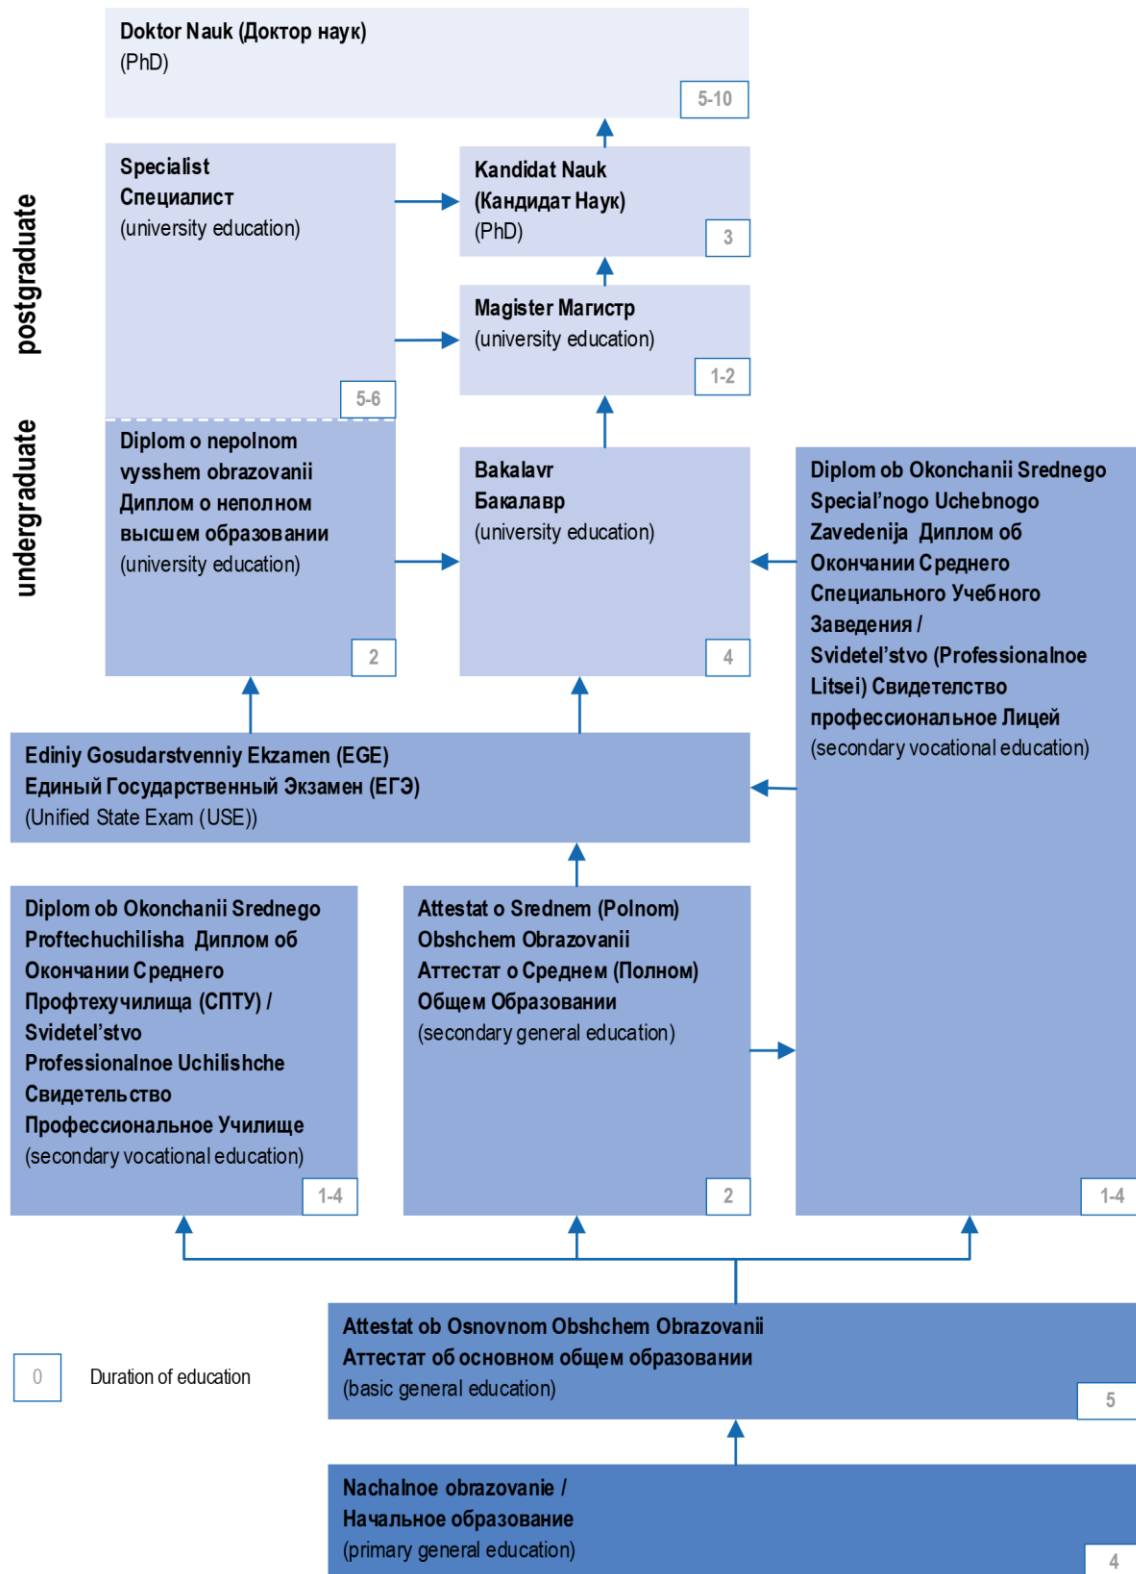 Doktor Nauk (Доктор наук)
(PhD)
5-10
postgraduate
Specialist
Специалист
(university education)
5-6
Kandidat Nauk
(Кандидат Наук)
(PhD)
3
Magister Магистр
(university education)
1-2
undergraduate
Diplom o nepolnom
vysshem obrazovanii
Диплом о неполном
высшем образовании
(university education)
2
Bakalavr
Бакалавр
(university education)
4
Diplom ob Okonchanii Srednego
Special’nogo Uchebnogo
Zavedenija Диплом об
Окончании Среднего
Специального Учебного
Заведения /
Svidetel’stvo (Professionalnoe
Litsei) Свидетелство
профессиональное Лицей
(secondary vocational education)
1-4
Ediniy Gosudarstvenniy Ekzamen (EGE)
Единый Государственный Экзамен (ЕГЭ)
(Unified State Exam (USE))
Diplom ob Okonchanii Srednego
Proftechuchilisha Диплом об
Окончании Среднего
Профтехучилища (СПТУ) /
Svidetel’stvo
Professionalnoe Uchilishche
Свидетельство
Профессиональное Училище
(secondary vocational education)
1-4
Attestat o Srednem (Polnom)
Obshchem Obrazovanii
Аттестат о Среднем (Полном)
Общем Образовании
(secondary general education)
2
Attestat ob Osnovnom Obshchem Obrazovanii
Аттестат об основном общем образовании
(basic general education)
5
0 Duration of education
Nachalnoe obrazovanie /
Начальное образование
(primary general education)
4